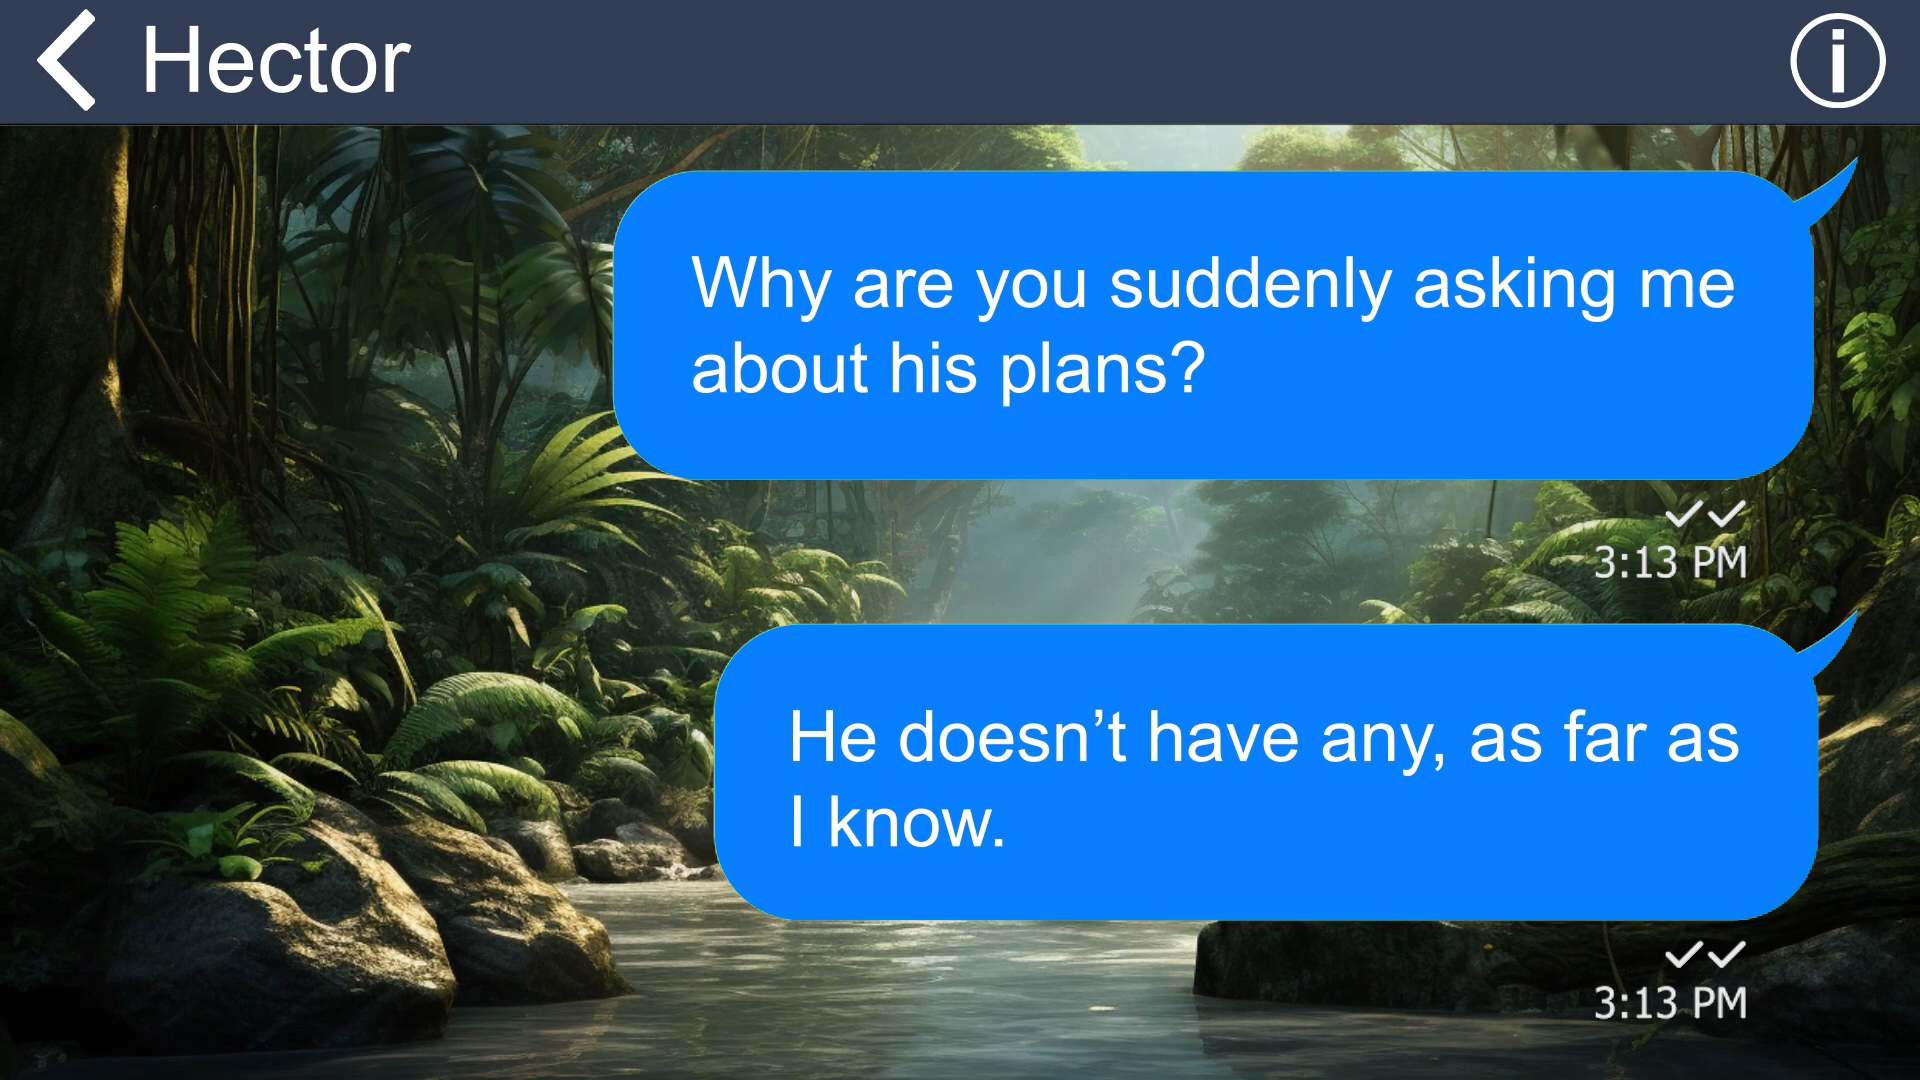 Hector
Why are you suddenly asking me
about his plans?
3:13 PM
He doesn’t have any, as far as
I know.
3:13 PM